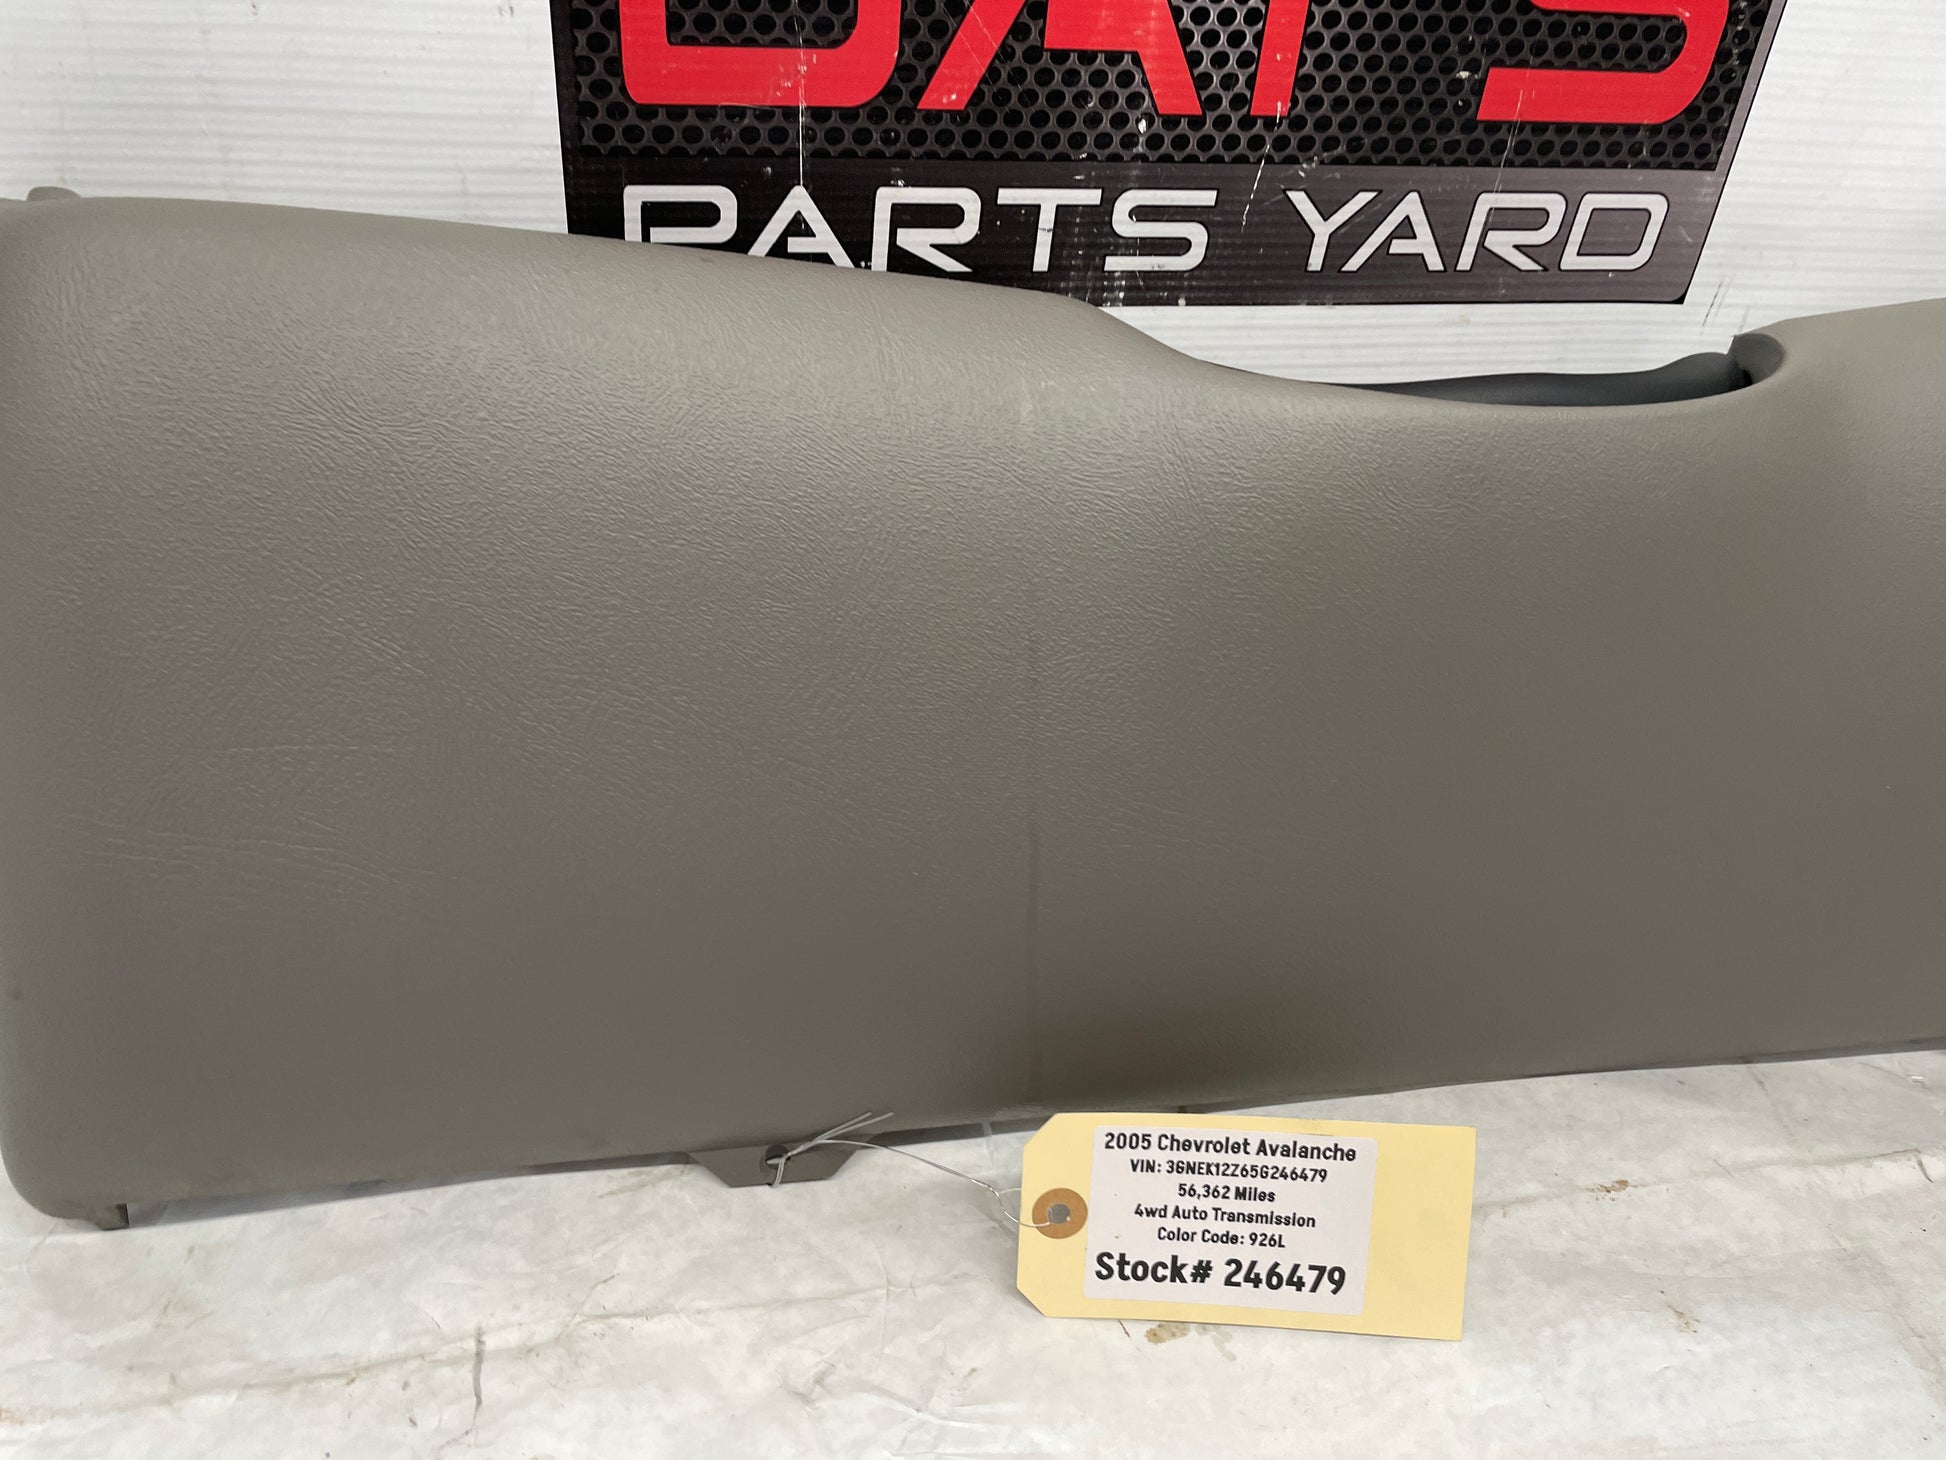 PARTS YARD
2005 Chevrolet Avalanche
VIN: 3GNEK12Z65G246479
56,362 Miles
4wd Auto Transmission
Color Code: 926L
Stock# 246479